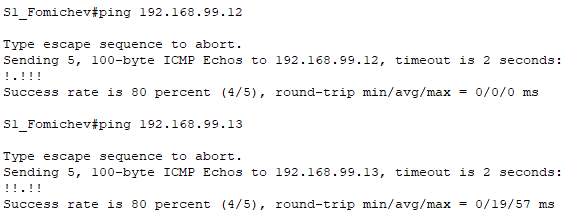 S1_Fomichev#ping 192.168.99.12
Type escape sequence to abort.
Sending 5, 100-byte ICMP Echos to 192.168.99.12, timeout is 2 seconds:
!.!!!
Success rate is 80 percent (4/5), round-trip min/avg/max = 0/0/0 ms
S1_Fomichev#ping 192.168.99.13
Type escape sequence to abort.
Sending 5, 100-byte ICMP Echos to 192.168.99.13, timeout is 2 seconds:
!!.!!
Success rate is 80 percent (4/5), round-trip min/avg/max = 0/19/57 ms